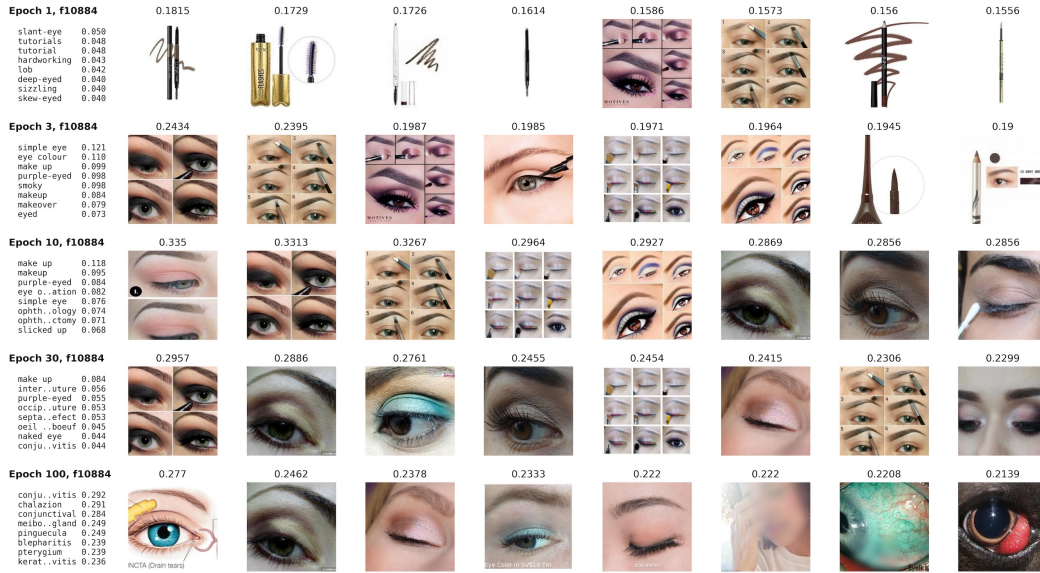 Epoch 1, f10884
slant-eye 0.050
tutorials 0.048
tutorial 0.048
hardworking 0.043
lob 0.042
deep-eyed 0.040
sizzling 0.040
skew-eyed 0.040
0.1815 0.1729 0.1726 0.1614 0.1586 0.1573 0.156 0.1556
MOTIVES
Epoch 3, f10884
simple eye 0.121
eye colour 0.110
make up 0.099
purple-eyed 0.098
smoky 0.098
makeup 0.084
makeover 0.079
eyed 0.073
0.2434 0.2395 0.1987 0.1985 0.1971 0.1964 0.1945 0.19
MOTIVES
Epoch 10, f10884
make up 0.118
makeup 0.095
purple-eyed 0.084
eye o..ation 0.082
simple eye 0.076
ophth..ology 0.074
ophth..ctomy 0.071
slicked up 0.068
0.335 0.3313 0.3267 0.2964 0.2927 0.2869 0.2856 0.2856
Epoch 30, f10884
make up 0.084
inter..uture 0.056
purple-eyed 0.055
occip..uture 0.053
septa..efect 0.053
oeil ..boeuf 0.045
naked eye 0.044
conju..vitis 0.044
0.2957 0.2886 0.2761 0.2455 0.2454 0.2415 0.2306 0.2299
Epoch 100, f10884
conju..vitis 0.292
chalazion 0.291
conjunctival 0.284
meibo..gland 0.249
pinguecula 0.249
blepharitis 0.239
pterygium 0.239
kerat..vitis 0.236
0.277 0.2462 0.2378 0.2333 0.222 0.222 0.2208 0.2139
NCTA (Drain tears)
Eye Color in